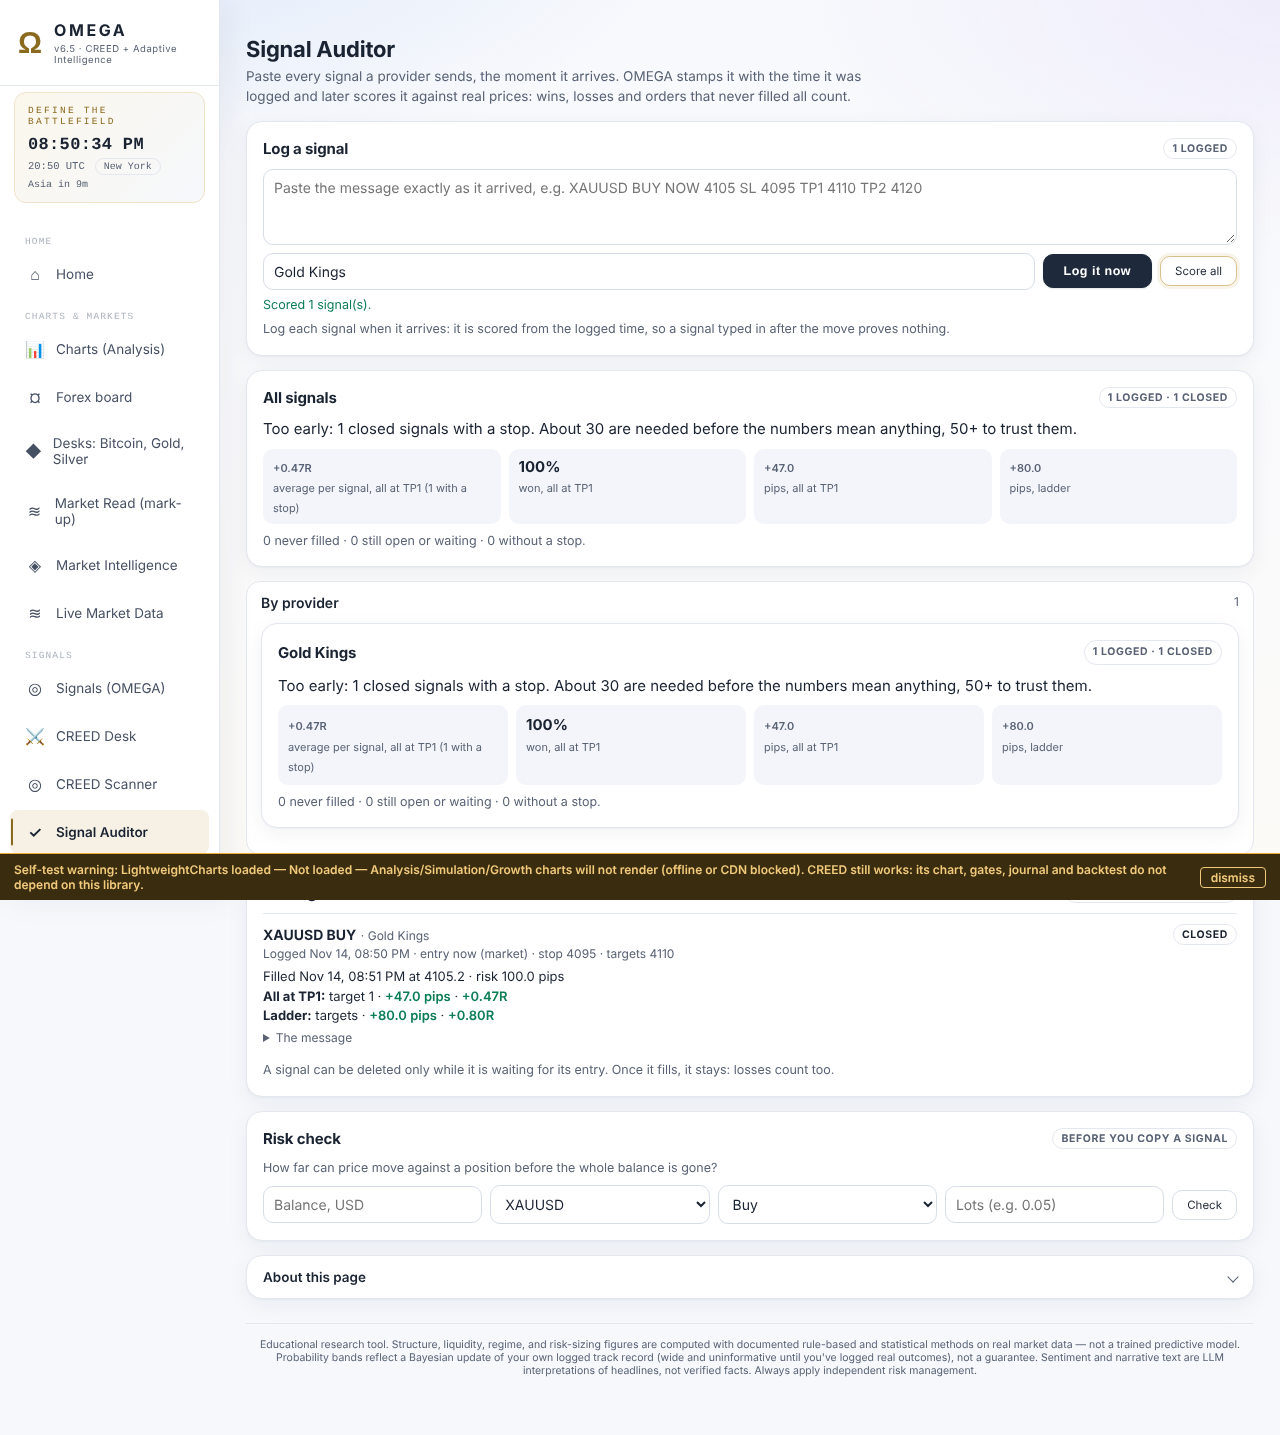 Ω OMEGA
v6.5 · CREED + Adaptive
Intelligence
DEFINE THE
BATTLEFIELD
08:50:34 PM
20:50 UTC New York
Asia in 9m
HOME
Home
CHARTS & MARKETS
Charts (Analysis)
Forex board
Desks: Bitcoin, Gold,
Silver
Market Read (mark-
up)
Market Intelligence
Live Market Data
SIGNALS
Signals (OMEGA)
CREED Desk
CREED Scanner
Signal Auditor
Signal Auditor
Paste every signal a provider sends, the moment it arrives. OMEGA stamps it with the time it was
logged and later scores it against real prices: wins, losses and orders that never filled all count.
Log a signal
1 LOGGED
Paste the message exactly as it arrived, e.g. XAUUSD BUY NOW 4105 SL 4095 TP1 4110 TP2 4120
Gold Kings
Log it now
Score all
Scored 1 signal(s).
Log each signal when it arrives: it is scored from the logged time, so a signal typed in after the move proves nothing.
All signals
1 LOGGED · 1 CLOSED
Too early: 1 closed signals with a stop. About 30 are needed before the numbers mean anything, 50+ to trust them.
+0.47R
average per signal, all at TP1 (1 with a
stop)
100%
won, all at TP1
+47.0
pips, all at TP1
+80.0
pips, ladder
0 never filled · 0 still open or waiting · 0 without a stop.
By provider
1
Gold Kings
1 LOGGED · 1 CLOSED
Too early: 1 closed signals with a stop. About 30 are needed before the numbers mean anything, 50+ to trust them.
+0.47R
average per signal, all at TP1 (1 with a
stop)
100%
won, all at TP1
+47.0
pips, all at TP1
+80.0
pips, ladder
0 never filled · 0 still open or waiting · 0 without a stop.
Self-test warning: LightweightCharts loaded — Not loaded — Analysis/Simulation/Growth charts will not render (offline or CDN blocked). CREED still works: its chart, gates, journal and backtest do not
depend on this library.
dismiss
XAUUSD BUY · Gold Kings
CLOSED
Logged Nov 14, 08:50 PM · entry now (market) · stop 4095 · targets 4110
Filled Nov 14, 08:51 PM at 4105.2 · risk 100.0 pips
All at TP1: target 1 · +47.0 pips · +0.47R
Ladder: targets · +80.0 pips · +0.80R
The message
A signal can be deleted only while it is waiting for its entry. Once it fills, it stays: losses count too.
Risk check
BEFORE YOU COPY A SIGNAL
How far can price move against a position before the whole balance is gone?
Balance, USD
XAUUSD
Buy
Lots (e.g. 0.05)
Check
About this page
Educational research tool. Structure, liquidity, regime, and risk-sizing figures are computed with documented rule-based and statistical methods on real market data — not a trained predictive model.
Probability bands reflect a Bayesian update of your own logged track record (wide and uninformative until you've logged real outcomes), not a guarantee. Sentiment and narrative text are LLM
interpretations of headlines, not verified facts. Always apply independent risk management.